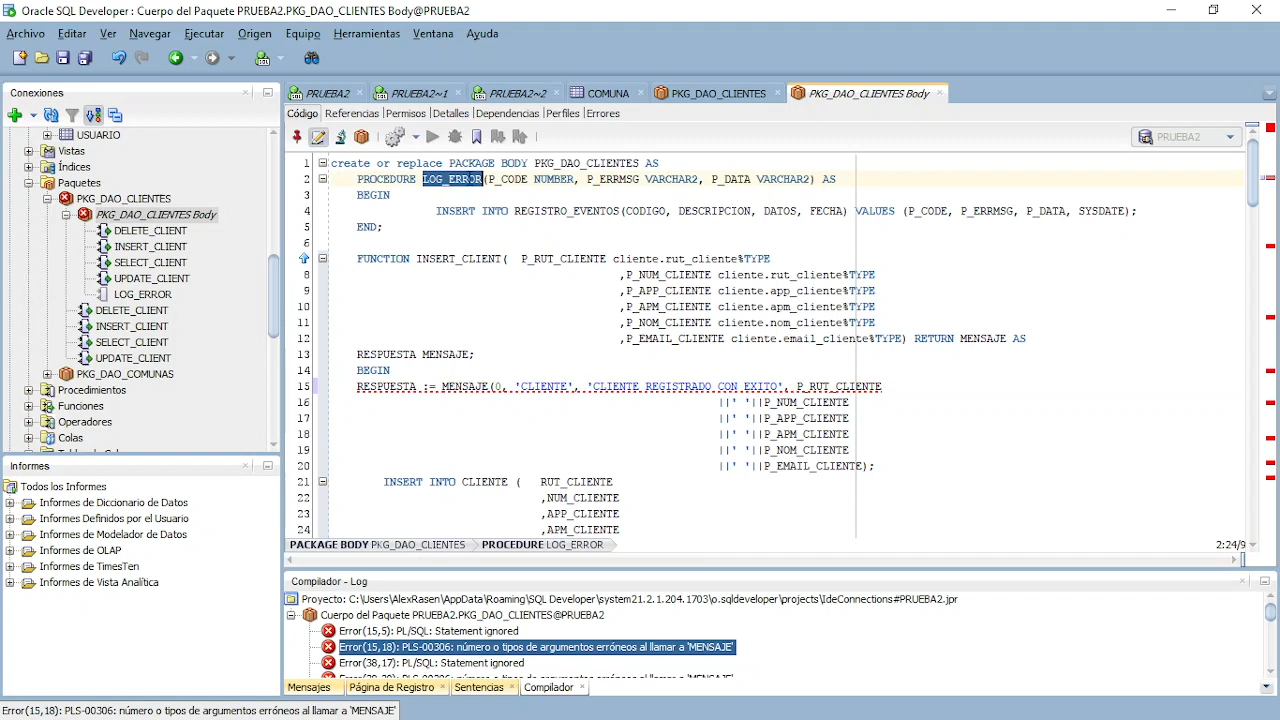 Oracle SQL Developer : Cuerpo del Paquete PRUEBA2.PKG_DAO_CLIENTES Body@PRUEBA2
Archivo Editar Ver Navegar Ejecutar Origen Equipo Herramientas Ventana Ayuda
Conexiones
USUARIO
Vistas
Índices
Paquetes
PKG_DAO_CLIENTES
PKG_DAO_CLIENTES Body
DELETE_CLIENT
INSERT_CLIENT
SELECT_CLIENT
UPDATE_CLIENT
LOG_ERROR
DELETE_CLIENT
INSERT_CLIENT
SELECT_CLIENT
UPDATE_CLIENT
PKG_DAO_COMUNAS
Procedimientos
Funciones
Operadores
Colas
Informes
Todos los Informes
Informes de Diccionario de Datos
Informes Definidos por el Usuario
Informes de Modelador de Datos
Informes de OLAP
Informes de TimesTen
Informes de Vista Analítica
PRUEBA2 PRUEBA2~1 PRUEBA2~2 COMUNA PKG_DAO_CLIENTES PKG_DAO_CLIENTES Body
Código Referencias Permisos Detalles Dependencias Perfiles Errores
PRUEBA2
1 create or replace PACKAGE BODY PKG_DAO_CLIENTES AS
2 PROCEDURE LOG_ERROR(P_CODE NUMBER, P_ERRMSG VARCHAR2, P_DATA VARCHAR2) AS
3 BEGIN
4 INSERT INTO REGISTRO_EVENTOS(CODIGO, DESCRIPCION, DATOS, FECHA) VALUES (P_CODE, P_ERRMSG, P_DATA, SYSDATE);
5 END;
6
7 FUNCTION INSERT_CLIENT( P_RUT_CLIENTE cliente.rut_cliente%TYPE
8 ,P_NUM_CLIENTE cliente.rut_cliente%TYPE
9 ,P_APP_CLIENTE cliente.app_cliente%TYPE
10 ,P_APM_CLIENTE cliente.apm_cliente%TYPE
11 ,P_NOM_CLIENTE cliente.nom_cliente%TYPE
12 ,P_EMAIL_CLIENTE cliente.email_cliente%TYPE) RETURN MENSAJE AS
13 RESPUESTA MENSAJE;
14 BEGIN
15 RESPUESTA := MENSAJE(0, 'CLIENTE', 'CLIENTE REGISTRADO CON EXITO', P_RUT_CLIENTE
16 ||' '||P_NUM_CLIENTE
17 ||' '||P_APP_CLIENTE
18 ||' '||P_APM_CLIENTE
19 ||' '||P_NOM_CLIENTE
20 ||' '||P_EMAIL_CLIENTE);
21 INSERT INTO CLIENTE ( RUT_CLIENTE
22 ,NUM_CLIENTE
23 ,APP_CLIENTE
24 ,APM_CLIENTE
PACKAGE BODY PKG_DAO_CLIENTES PROCEDURE LOG_ERROR 2:24/9
Compilador - Log
Proyecto: C:\Users\AlexRasen\AppData\Roaming\SQL Developer\system21.2.1.204.1703\o.sqldeveloper\projects\IdeConnections#PRUEBA2.jpr
Cuerpo del Paquete PRUEBA2.PKG_DAO_CLIENTES@PRUEBA2
Error(15,5): PL/SQL: Statement ignored
Error(15,18): PLS-00306: número o tipos de argumentos erróneos al llamar a 'MENSAJE'
Error(38,17): PL/SQL: Statement ignored
Mensajes Página de Registro Sentencias Compilador
Error(15,18): PLS-00306: número o tipos de argumentos erróneos al llamar a 'MENSAJE'